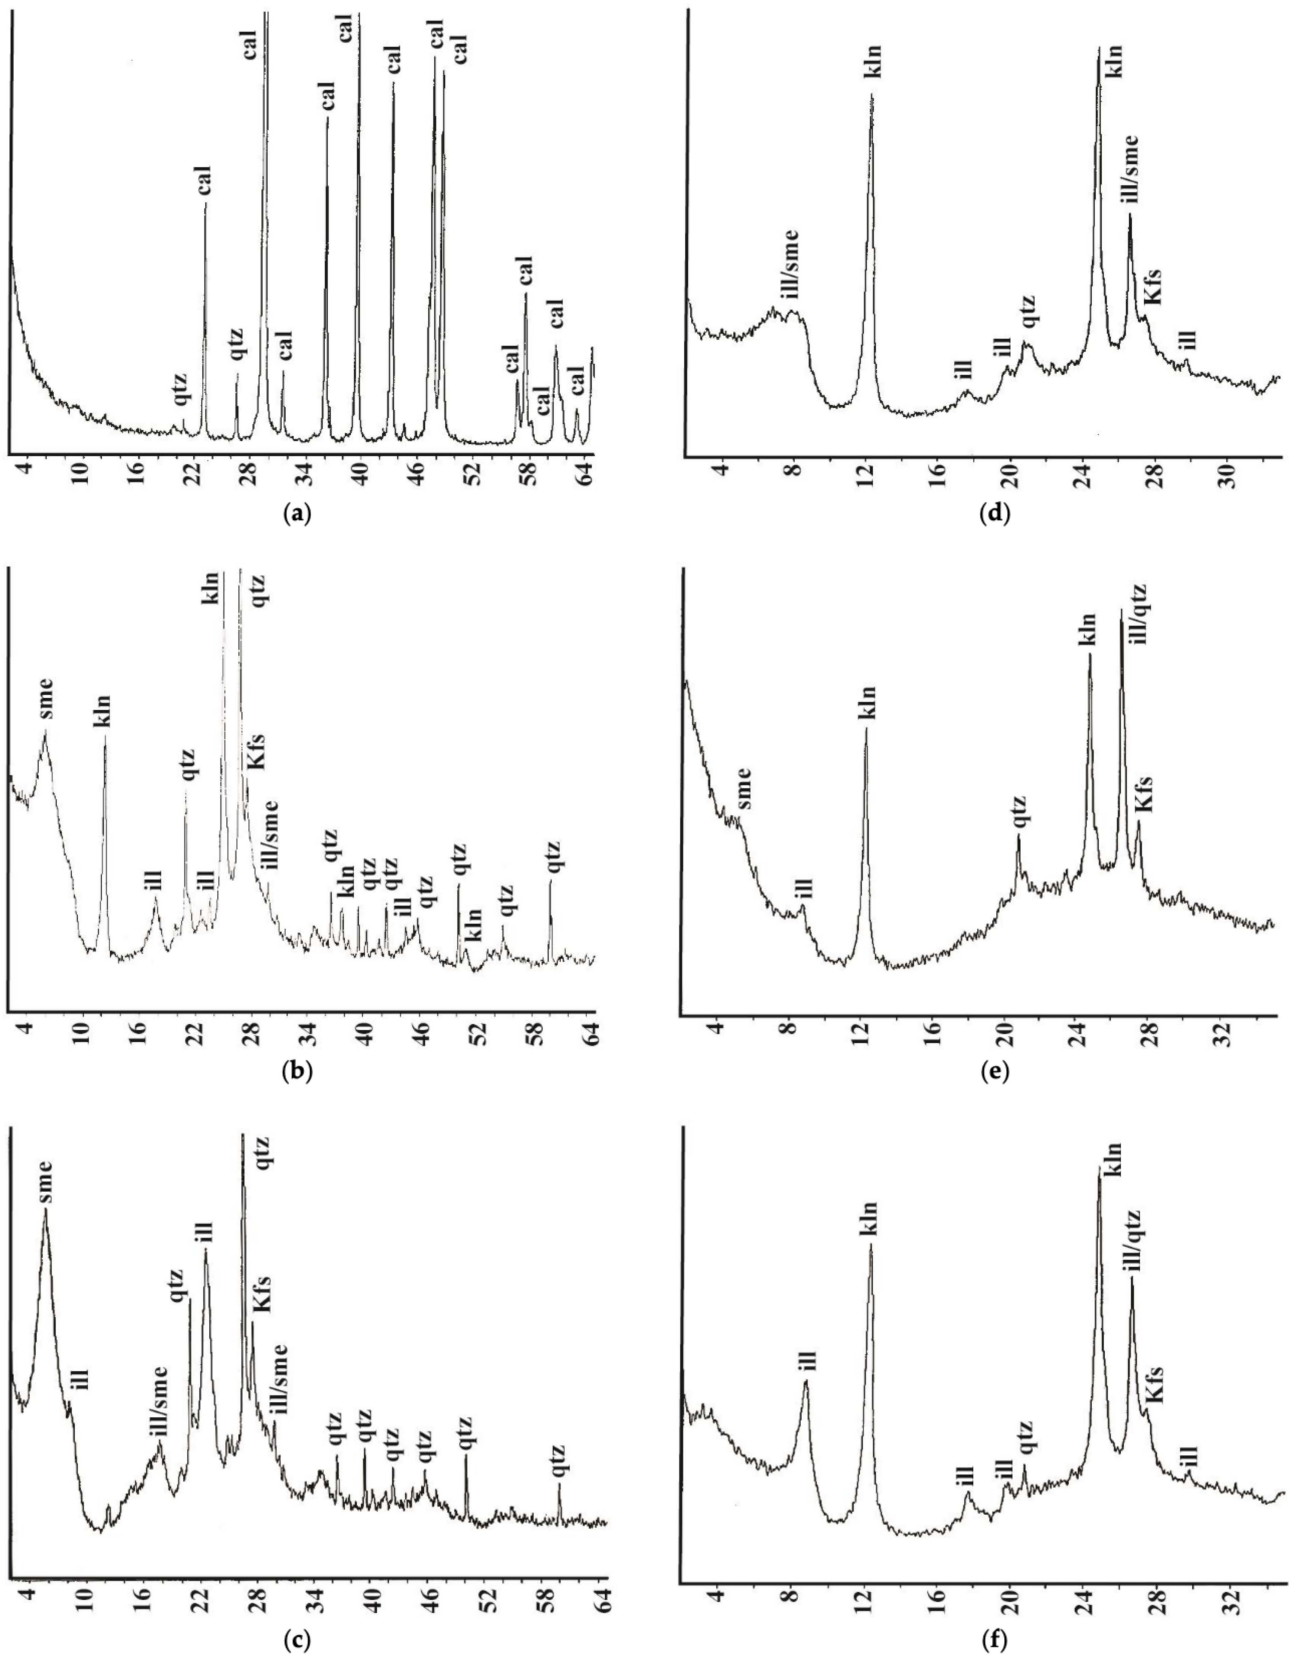 cal
cal
cal
cal
cal
cal
cal
qtz
qtz
cal
cal
cal
cal
cal
cal
4 10 16 22 28 34 40 46 52 58 64
(a)
kln
kln
ill/sme
ill/sme
Kfs
qtz
ill
ill
ill
4 8 12 16 20 24 28 30
(d)
kln
qtz
sme
kln
qtz
Kfs
ill
ill
ill/sme
qtz
kln
qtz
qtz
ill
qtz
qtz
kln
qtz
qtz
4 10 16 22 28 34 40 46 52 60 64
(b)
kln
kln
ill/qtz
sme
ill
qtz
Kfs
4 8 12 16 20 24 28 32
(e)
sme
qtz
ill
qtz
Kfs
ill
ill/sme
ill/sme
qtz
qtz
qtz
qtz
qtz
qtz
4 10 16 22 28 34 40 46 52 58 64
(c)
kln
kln
ill/qtz
ill
Kfs
ill
ill
qtz
ill
4 8 12 16 20 24 28 32
(f)